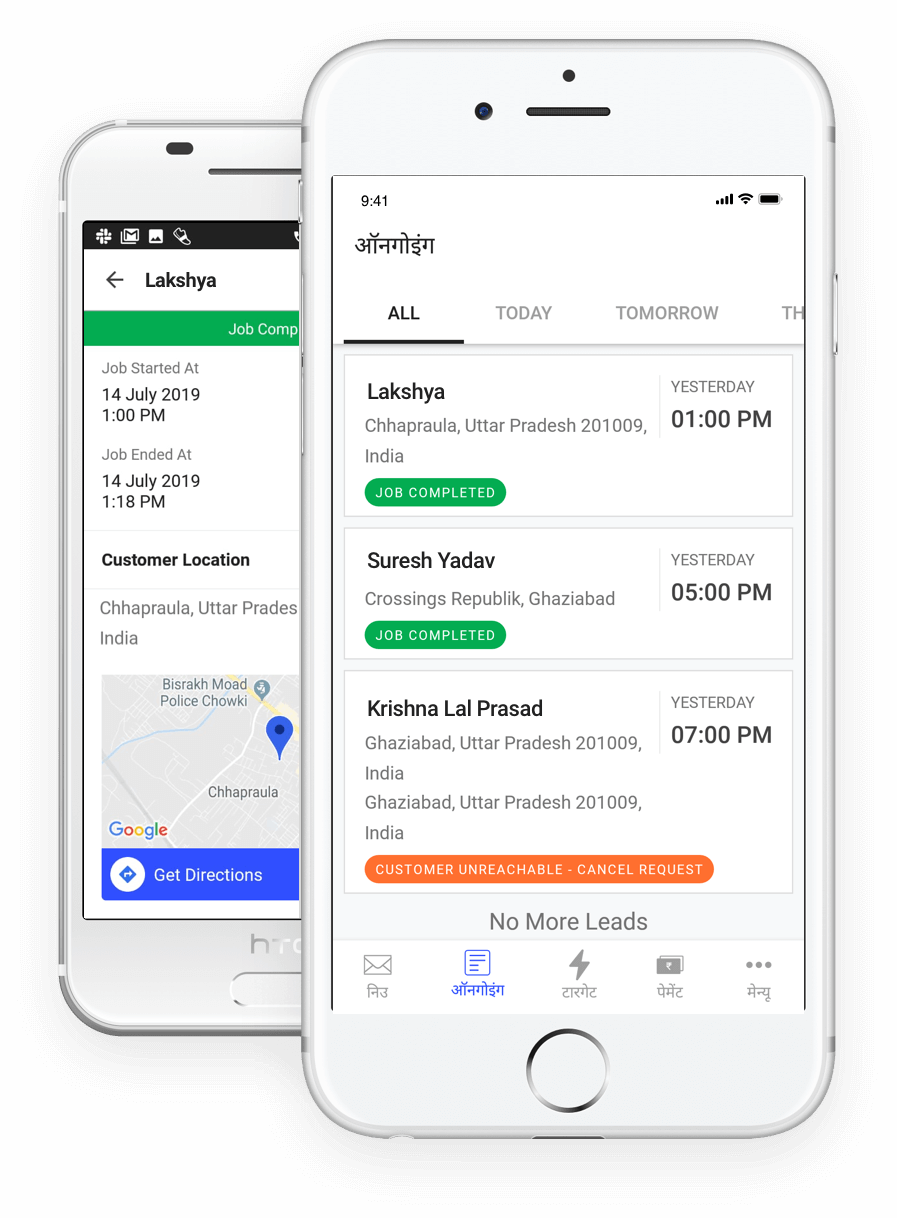 Lakshya
Job Comp
Job Started At
14 July 2019
1:00 PM
Job Ended At
14 July 2019
1:18 PM
Customer Location
Chhapraula, Uttar Prades
India
Bisrakh Moad
Police Chowki
Chhapraula
Google
Get Directions
9:41
ऑनगोइंग
ALL TODAY TOMORROW TH
Lakshya
YESTERDAY
01:00 PM
Chhapraula, Uttar Pradesh 201009,
India
JOB COMPLETED
Suresh Yadav
YESTERDAY
05:00 PM
Crossings Republik, Ghaziabad
JOB COMPLETED
Krishna Lal Prasad
YESTERDAY
07:00 PM
Ghaziabad, Uttar Pradesh 201009,
India
Ghaziabad, Uttar Pradesh 201009,
India
CUSTOMER UNREACHABLE - CANCEL REQUEST
No More Leads
निउ ऑनगोइंग टारगेट पेमेंट मेन्यू